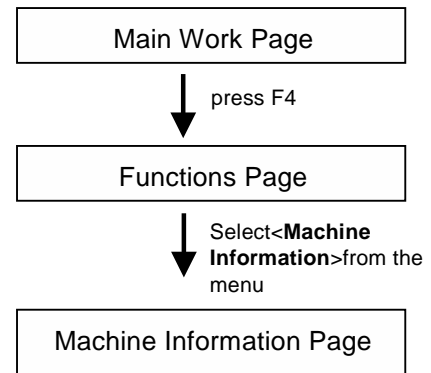 Main Work Page
press F4
Functions Page
Select<Machine
Information>from the
menu
Machine Information Page